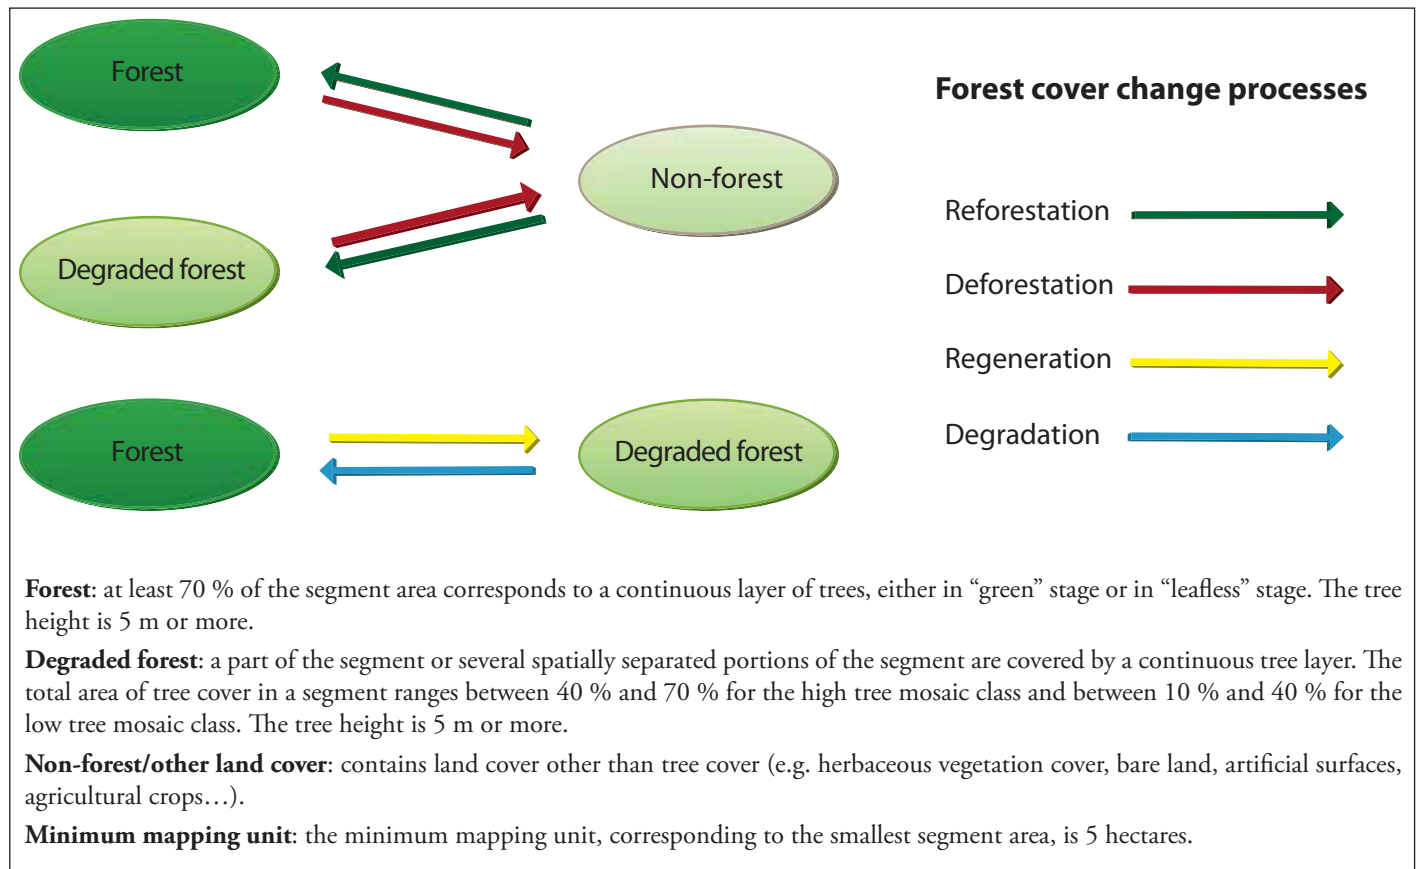 Forest
Forest cover change processes
Non-forest
Reforestation
Degraded forest
Deforestation
Regeneration
Forest
Degraded forest
Degradation
Forest: at least 70 % of the segment area corresponds to a continuous layer of trees, either in “green” stage or in “leafless” stage. The tree
height is 5 m or more.
Degraded forest: a part of the segment or several spatially separated portions of the segment are covered by a continuous tree layer. The
total area of tree cover in a segment ranges between 40 % and 70 % for the high tree mosaic class and between 10 % and 40 % for the
low tree mosaic class. The tree height is 5 m or more.
Non-forest/other land cover: contains land cover other than tree cover (e.g. herbaceous vegetation cover, bare land, artificial surfaces,
agricultural crops…).
Minimum mapping unit: the minimum mapping unit, corresponding to the smallest segment area, is 5 hectares.